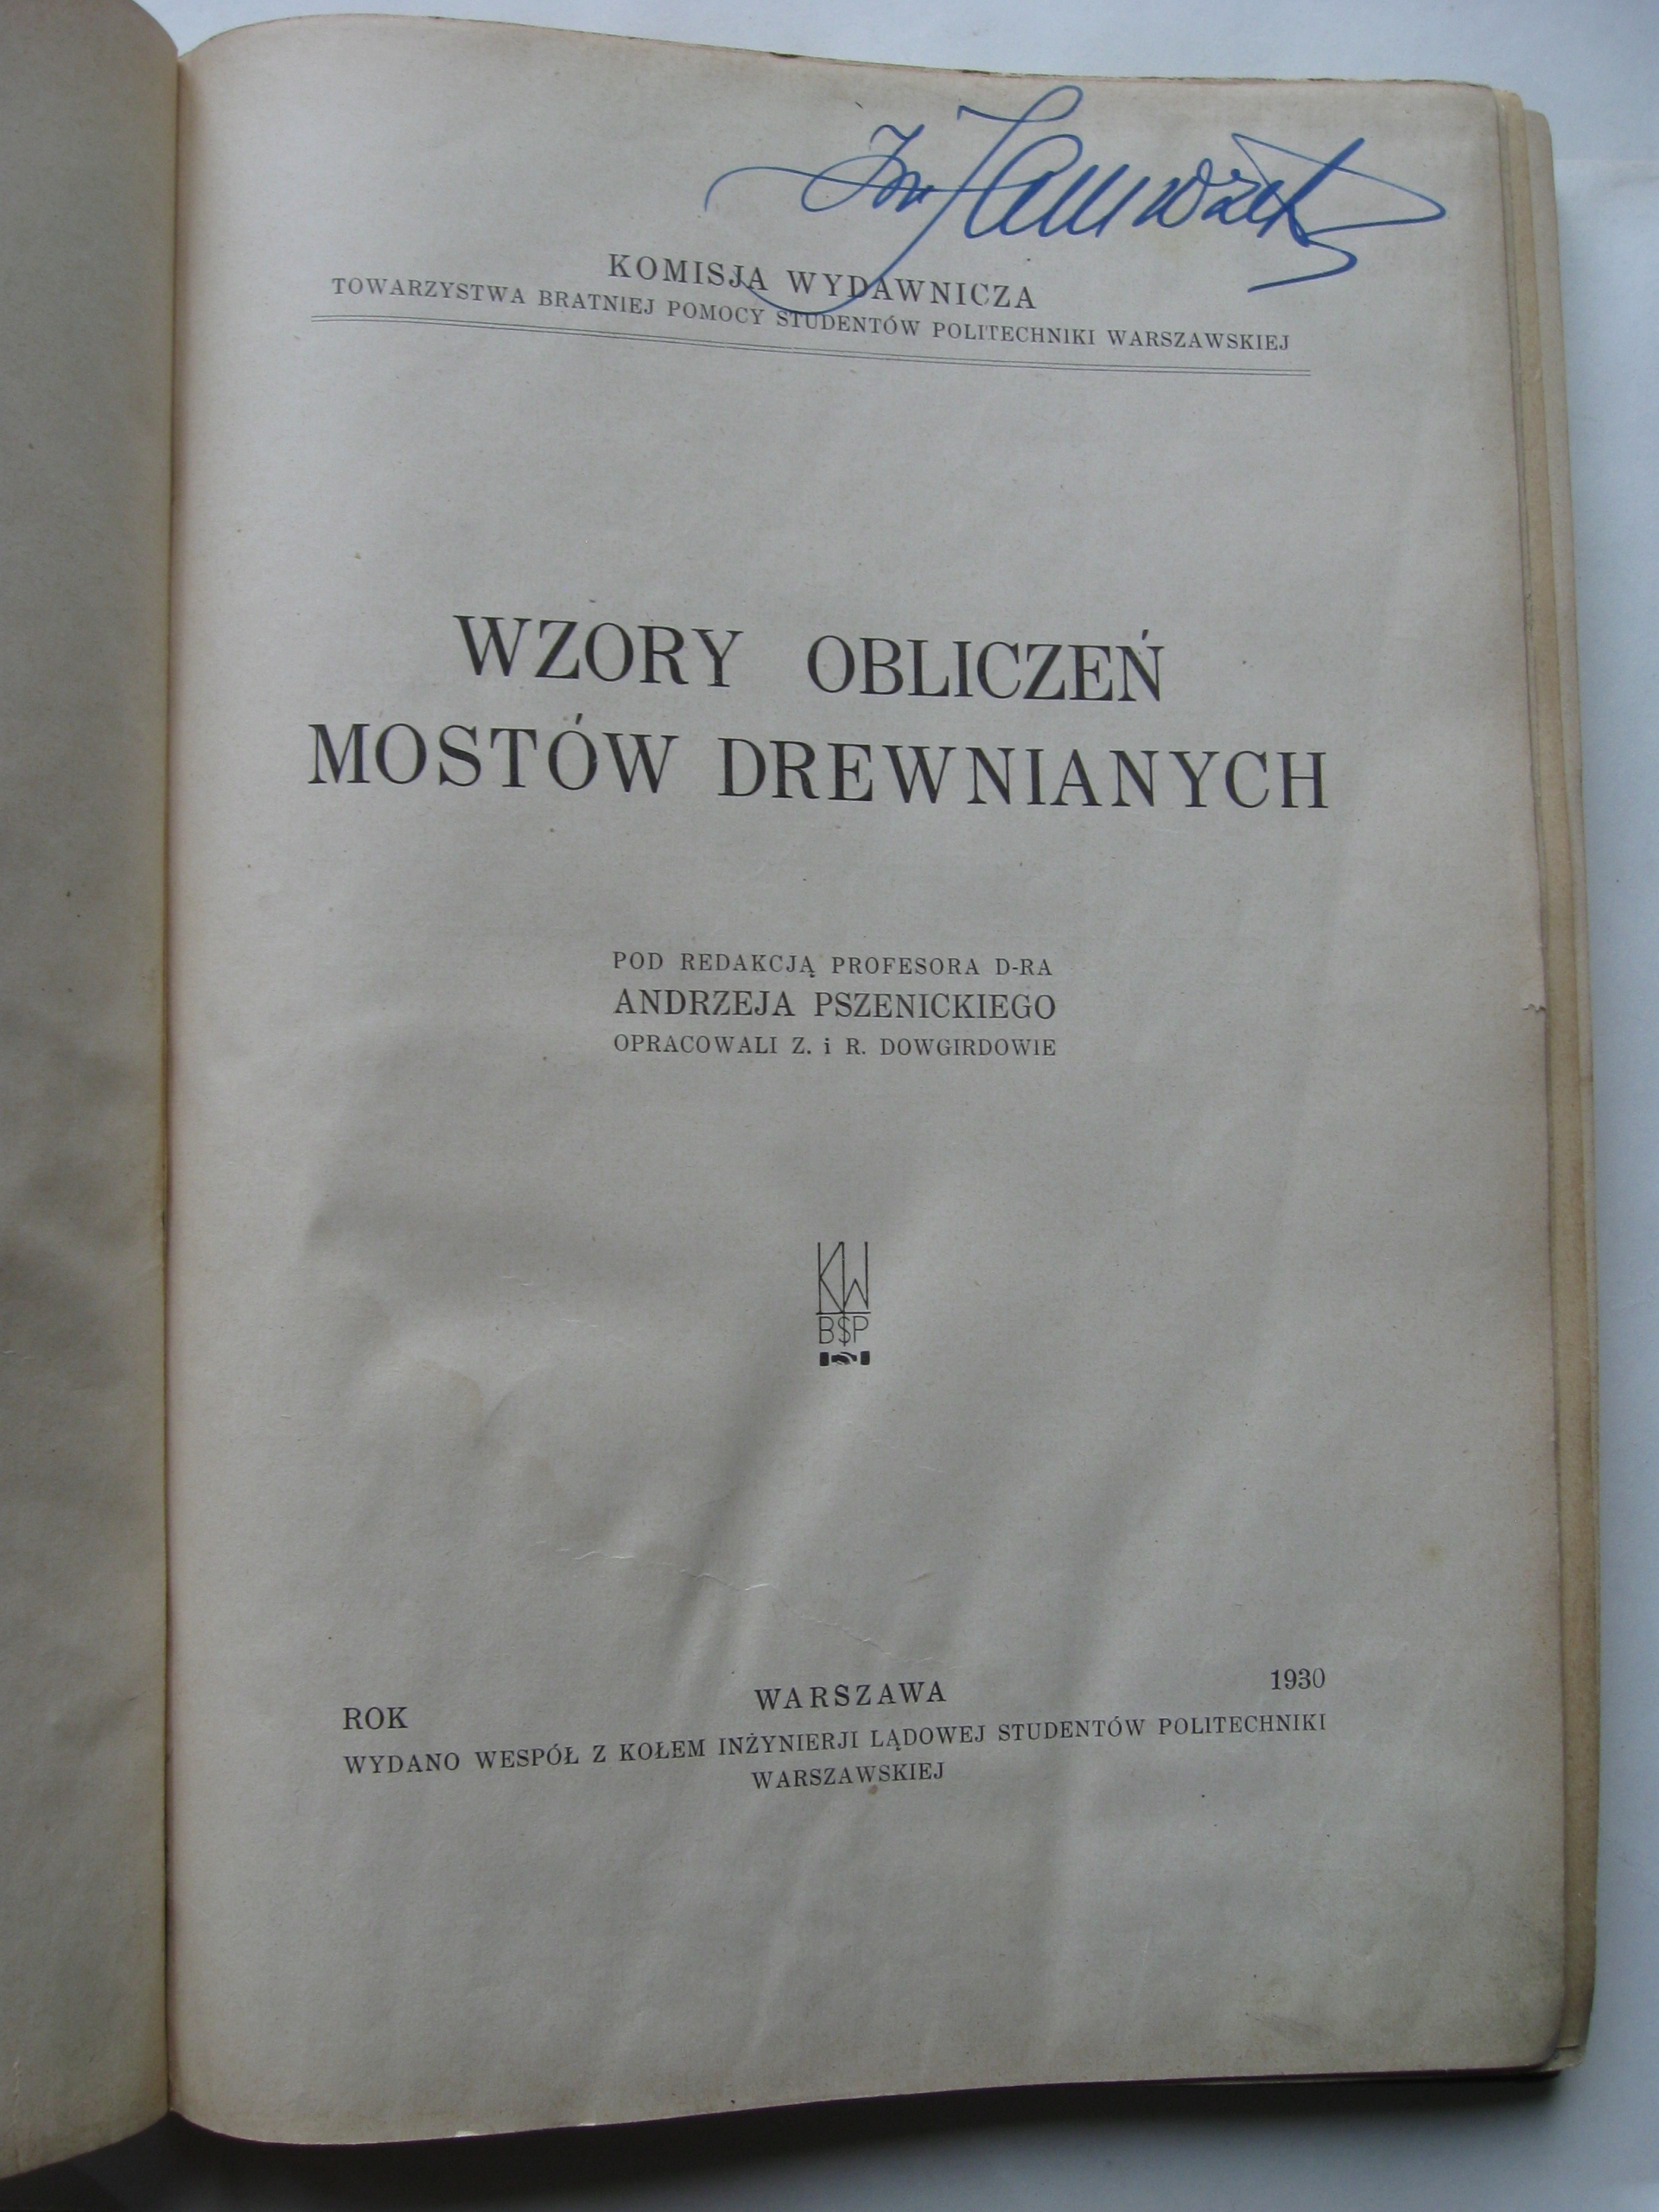 KOMISJA WYDAWNICZA
TOWARZYSTWA BRATNIEJ POMOCY STUDENTÓW POLITECHNIKI WARSZAWSKIEJ
WZORY OBLICZEŃ
MOSTÓW DREWNIANYCH
POD REDAKCJĄ PROFESORA D-RA
ANDRZEJA PSZENICKIEGO
OPRACOWALI Z. i R. DOWGIRDOWIE
KW
BSP
ROK WARSZAWA 1930
WYDANO WESPÓŁ Z KOŁEM INŻYNIERJI LĄDOWEJ STUDENTÓW POLITECHNIKI
WARSZAWSKIEJ